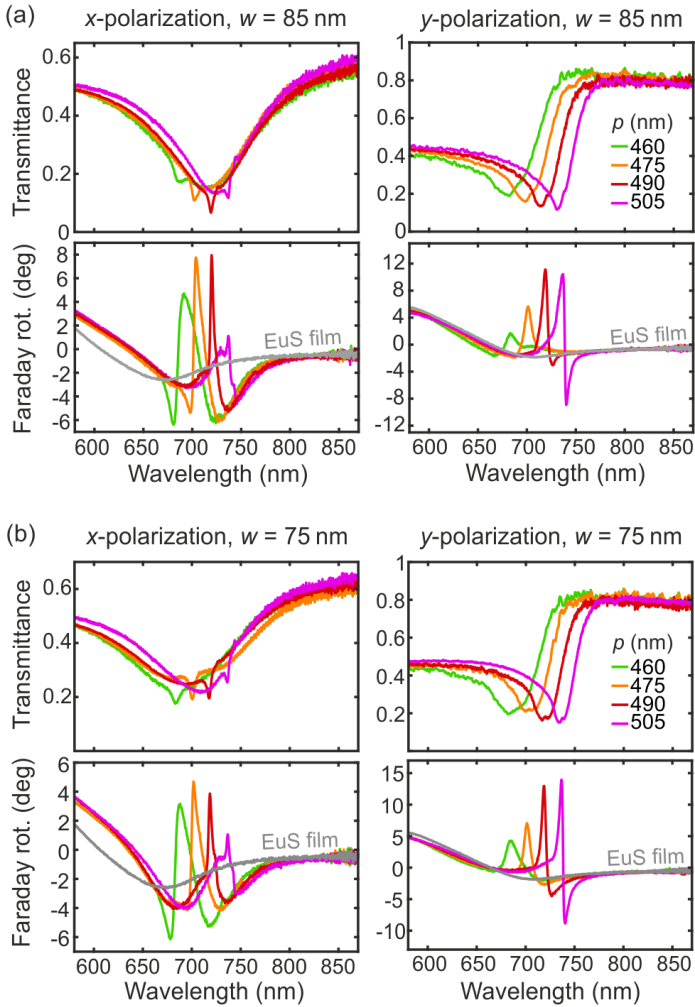 (a)
x-polarization, w = 85 nm
y-polarization, w = 85 nm
Transmittance
0.6
0.4
0.2
0
1
0.8
0.6
0.4
0.2
0
p (nm)
460
475
490
505
Faraday rot. (deg)
8
6
4
2
0
-2
-4
-6
EuS film
600 650 700 750 800 850
Wavelength (nm)
12
8
4
0
-4
-8
-12
EuS film
600 650 700 750 800 850
Wavelength (nm)
(b)
x-polarization, w = 75 nm
y-polarization, w = 75 nm
Transmittance
0.6
0.4
0.2
1
0.8
0.6
0.4
0.2
0
p (nm)
460
475
490
505
Faraday rot. (deg)
6
4
2
0
-2
-4
-6
EuS film
600 650 700 750 800 850
Wavelength (nm)
15
10
5
0
-5
-10
EuS film
600 650 700 750 800 850
Wavelength (nm)